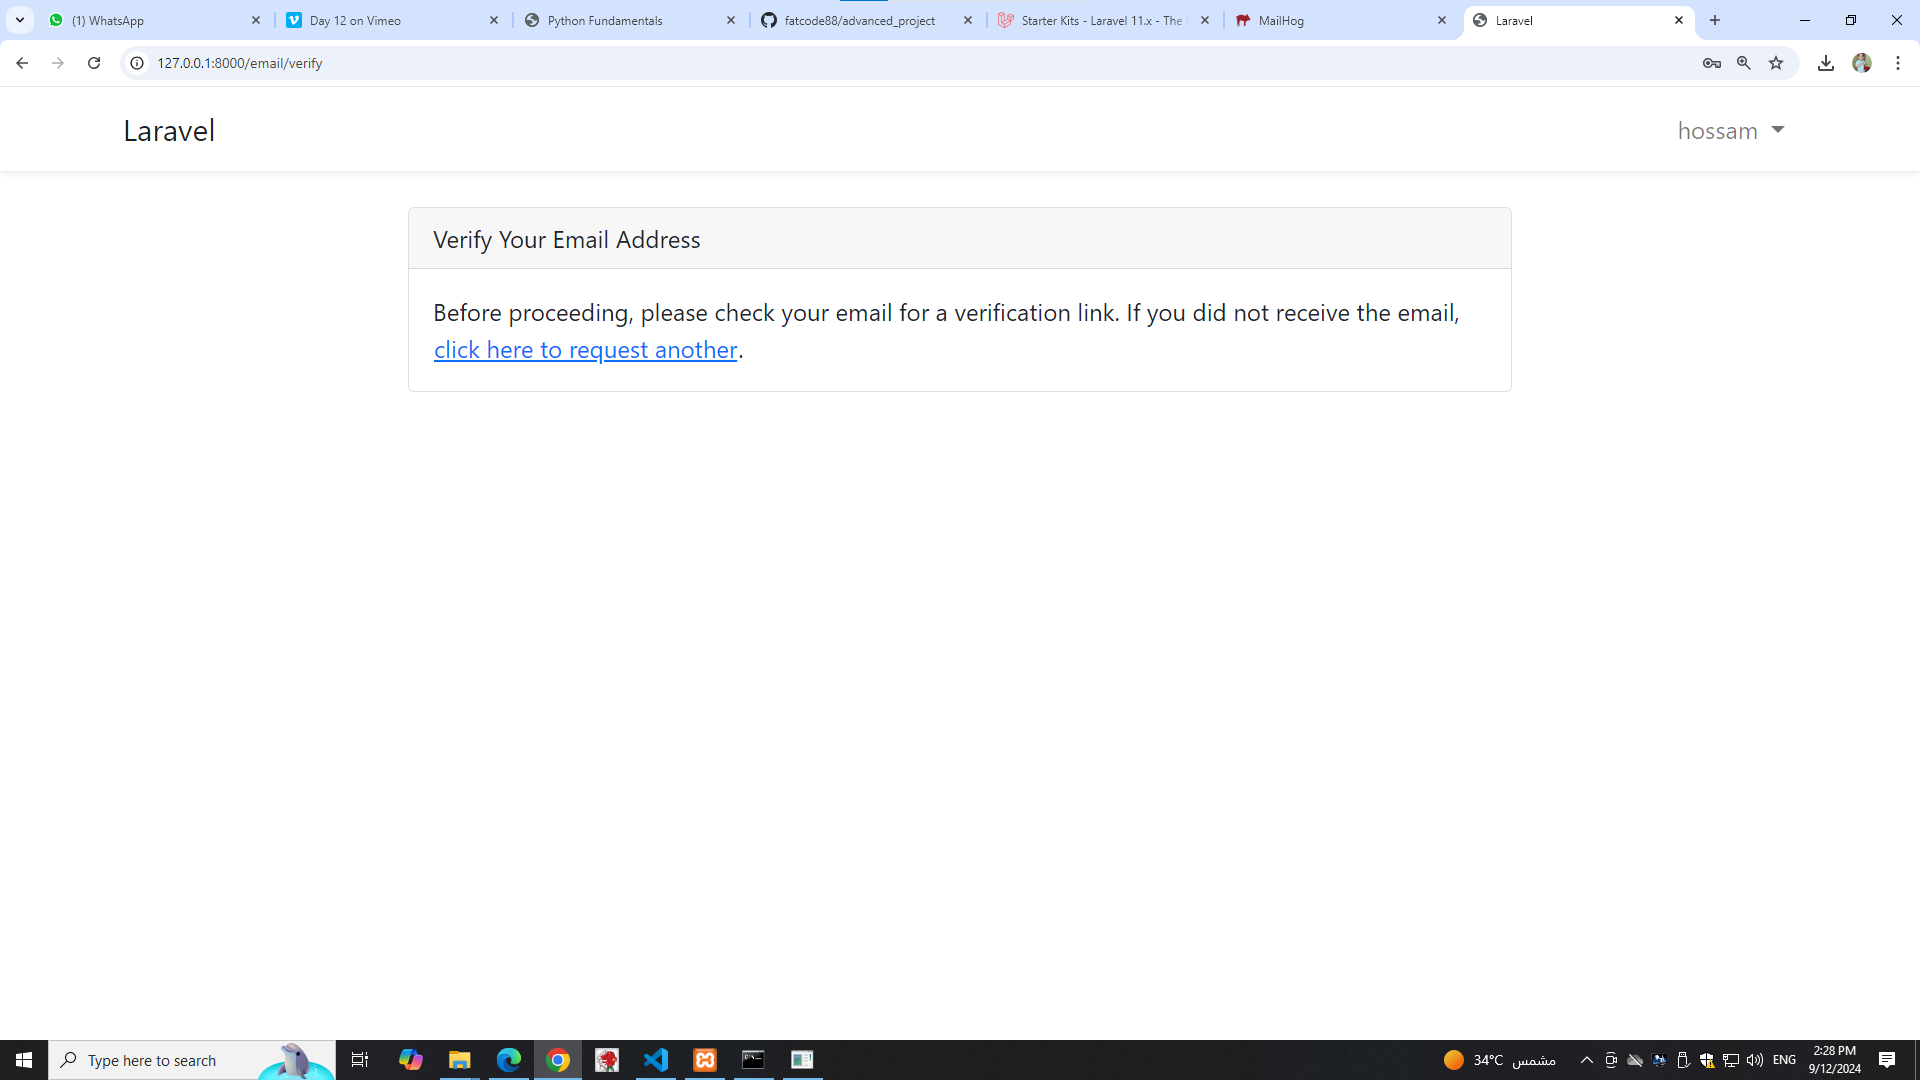 (1) WhatsApp
Day 12 on Vimeo
Python Fundamentals
fatcode88/advanced_project
Starter Kits - Laravel 11.x - The
MailHog
Laravel
127.0.0.1:8000/email/verify
Laravel
hossam
Verify Your Email Address
Before proceeding, please check your email for a verification link. If you did not receive the email,
click here to request another.
Type here to search
34°C مشمس
ENG
2:28 PM
9/12/2024